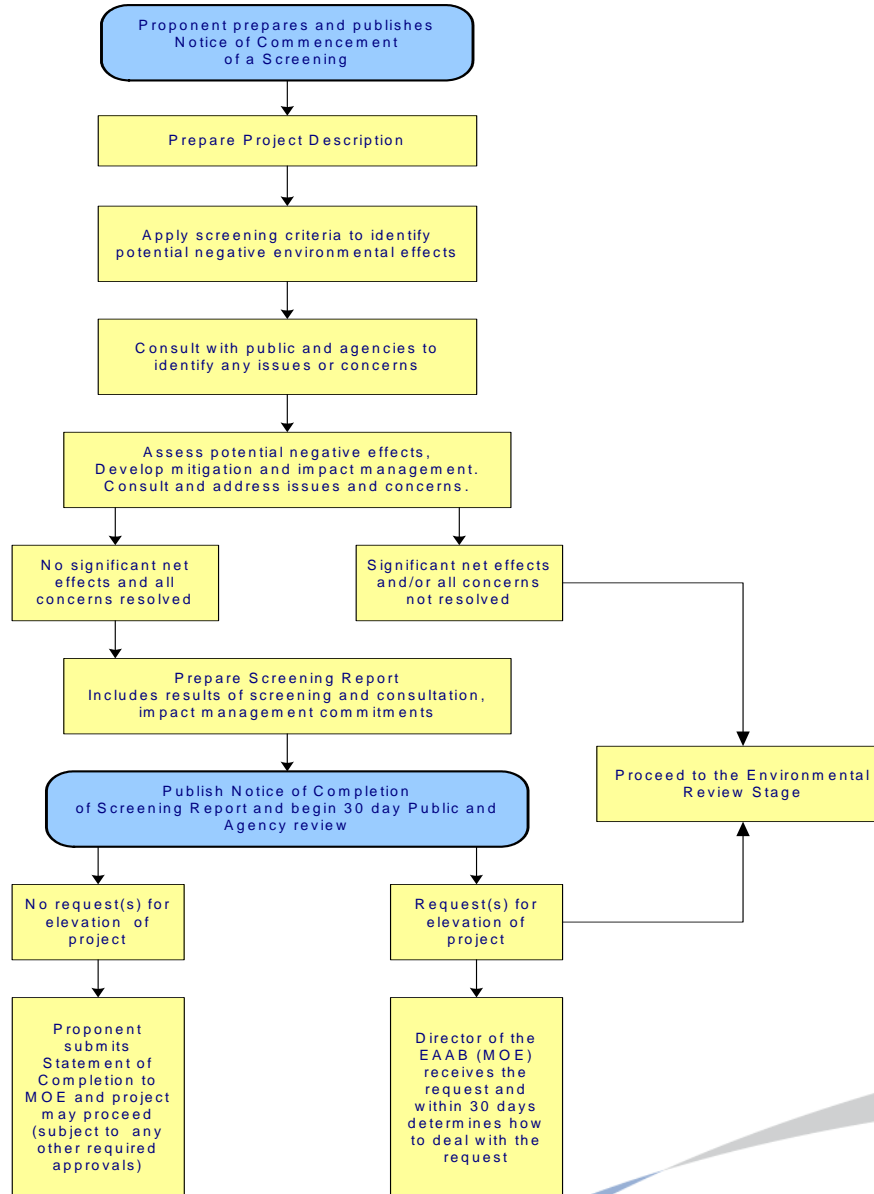 Proponent prepares and publishes
Notice of Commencement
of a Screening
Prepare Project Description
Apply screening criteria to identify
potential negative environmental effects
Consult with public and agencies to
identify any issues or concerns
Assess potential negative effects,
Develop mitigation and impact management.
Consult and address issues and concerns.
No significant net
effects and all
concerns resolved
Significant net effects
and/or all concerns
not resolved
Prepare Screening Report
Includes results of screening and consultation,
impact management commitments
Proceed to the Environmental
Review Stage
Publish Notice of Completion
of Screening Report and begin 30 day Public and
Agency review
No request(s) for
elevation of
project
Request(s) for
elevation of
project
Proponent
submits
Statement of
Completion to
MOE and project
may proceed
(subject to any
other required
approvals)
Director of the
EAAB (MOE)
receives the
request and
within 30 days
determines how
to deal with the
request